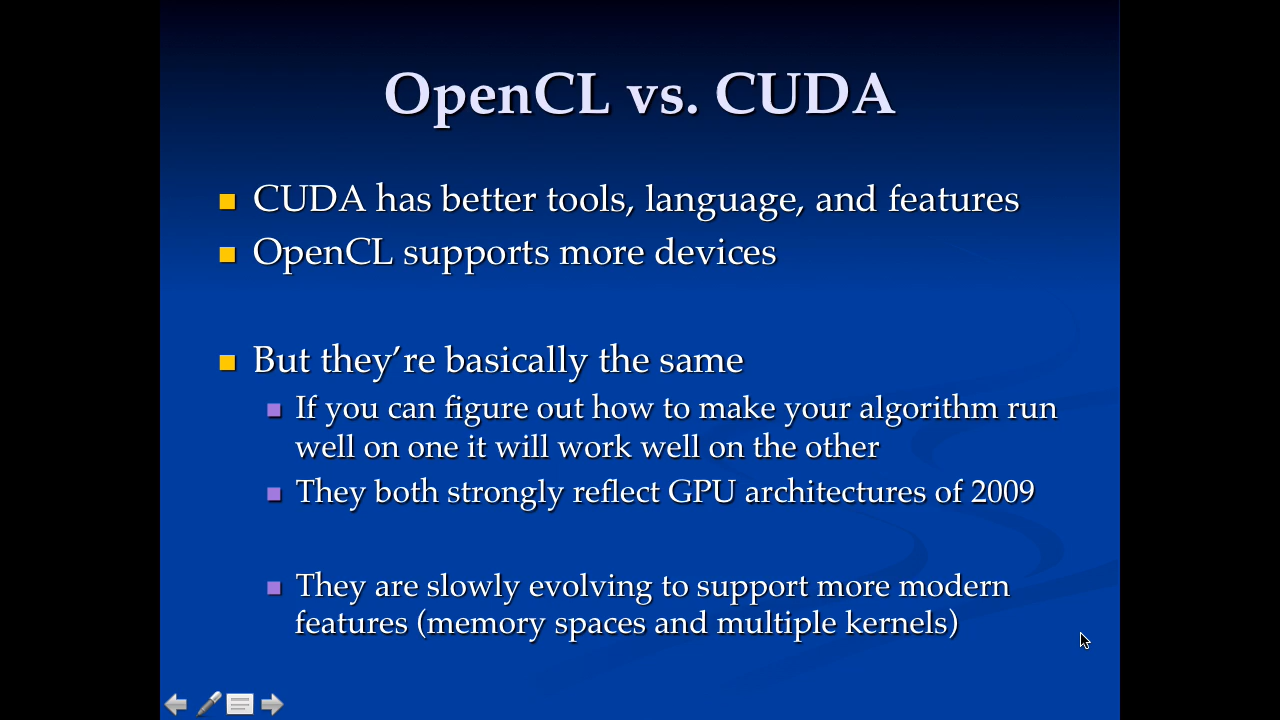 OpenCL vs. CUDA
CUDA has better tools, language, and features
OpenCL supports more devices
But they’re basically the same
If you can figure out how to make your algorithm run
well on one it will work well on the other
They both strongly reflect GPU architectures of 2009
They are slowly evolving to support more modern
features (memory spaces and multiple kernels)